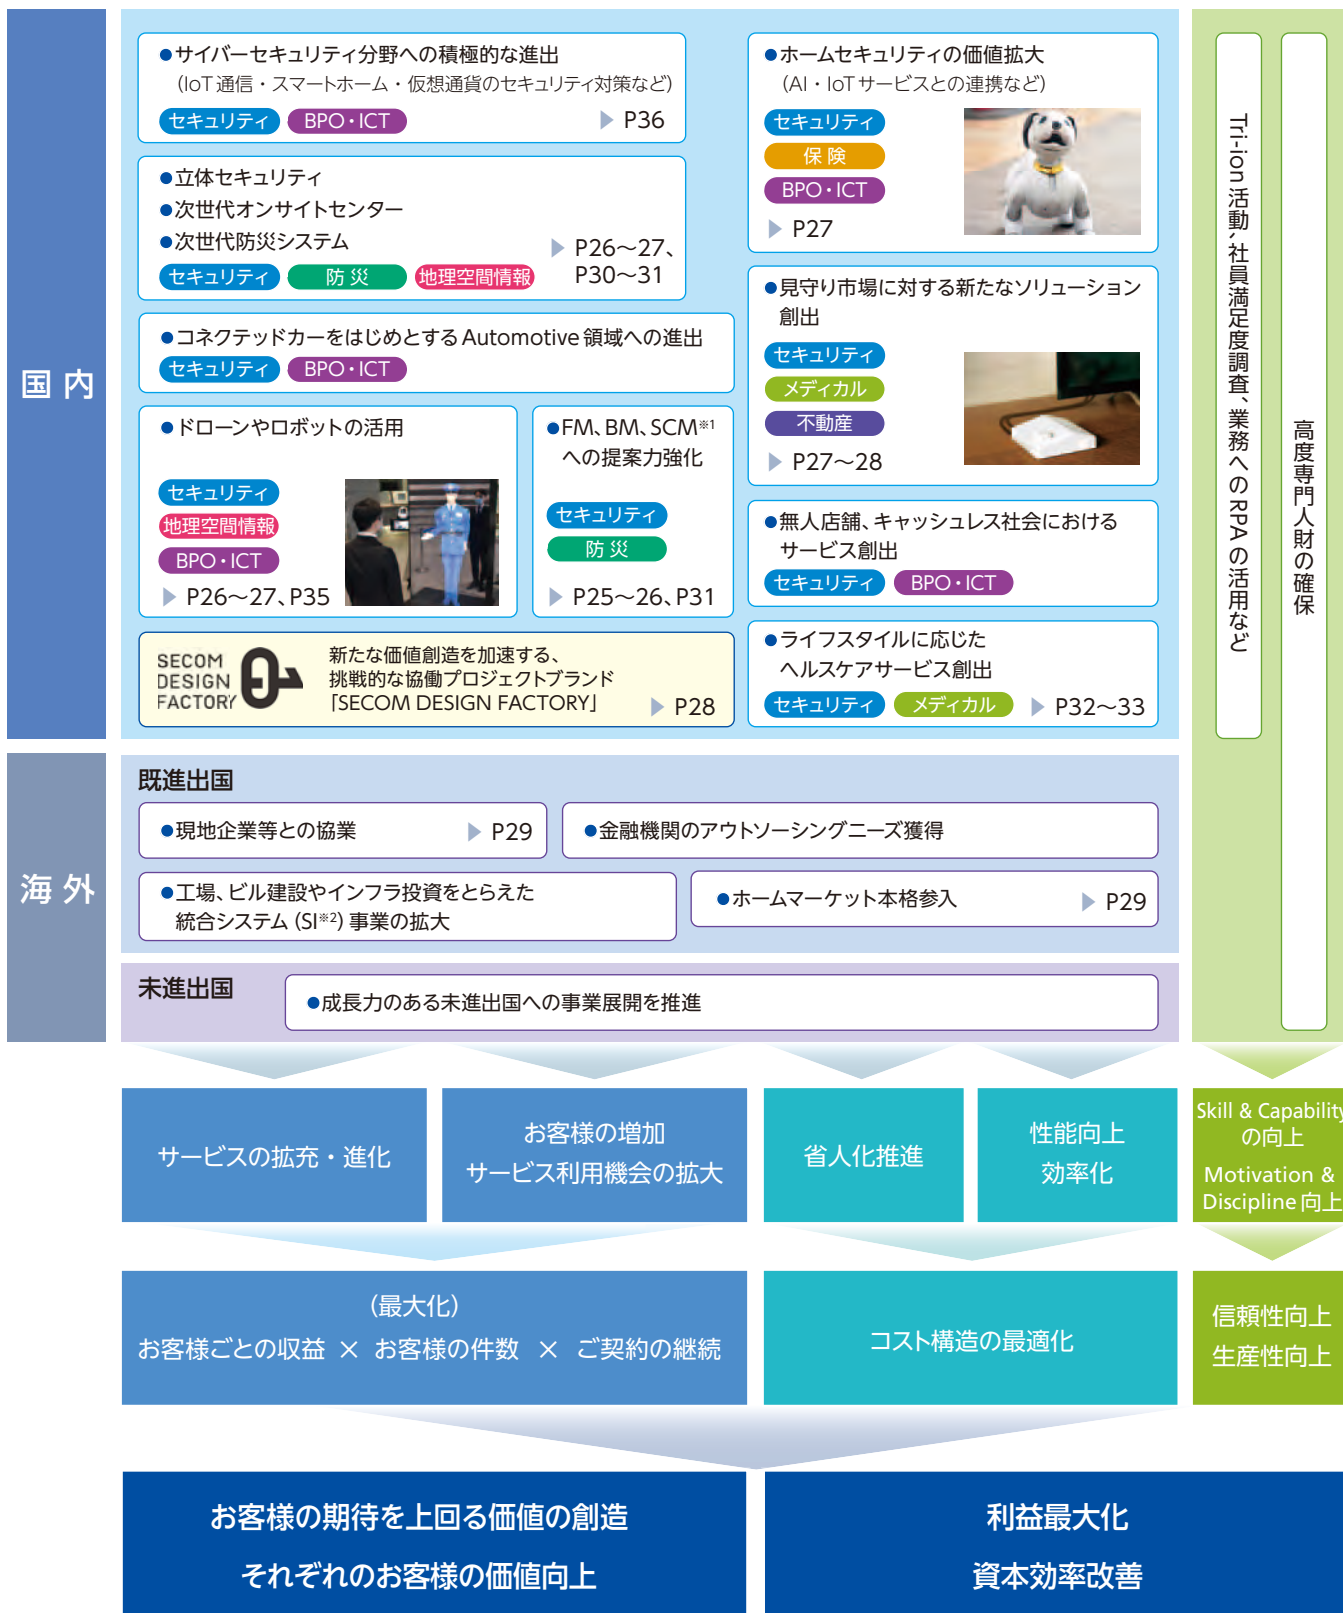 国内
●サイバーセキュリティ分野への積極的な進出
（IoT通信・スマートホーム・仮想通貨のセキュリティ対策など）
セキュリティ BPO・ICT ▶ P36
●立体セキュリティ
●次世代オンサイトセンター
●次世代防災システム
▶ P26〜27、
P30〜31
セキュリティ 防災 地理空間情報
●コネクテッドカーをはじめとするAutomotive領域への進出
セキュリティ BPO・ICT
●ドローンやロボットの活用
セキュリティ
地理空間情報
BPO・ICT
▶ P26〜27、P35
●FM、BM、SCM※1
への提案力強化
セキュリティ
防災
▶ P25〜26、P31
SECOM
DESIGN
FACTORY
新たな価値創造を加速する、
挑戦的な協働プロジェクトブランド
「SECOM DESIGN FACTORY」 ▶ P28
●ホームセキュリティの価値拡大
（AI・IoTサービスとの連携など）
セキュリティ
保険
BPO・ICT
▶ P27
●見守り市場に対する新たなソリューション
創出
セキュリティ
メディカル
不動産
▶ P27〜28
●無人店舗、キャッシュレス社会における
サービス創出
セキュリティ BPO・ICT
●ライフスタイルに応じた
ヘルスケアサービス創出
セキュリティ メディカル ▶ P32〜33
Tri-ion活動、社員満足度調査、業務へのRPAの活用など
高度専門人財の確保
海外
既進出国
●現地企業等との協業 ▶ P29
●金融機関のアウトソーシングニーズ獲得
●工場、ビル建設やインフラ投資をとらえた
統合システム（SI※2）事業の拡大
●ホームマーケット本格参入 ▶ P29
未進出国
●成長力のある未進出国への事業展開を推進
サービスの拡充・進化
お客様の増加
サービス利用機会の拡大
省人化推進
性能向上
効率化
Skill & Capability
の向上
Motivation &
Discipline向上
（最大化）
お客様ごとの収益 × お客様の件数 × ご契約の継続
コスト構造の最適化
信頼性向上
生産性向上
お客様の期待を上回る価値の創造
それぞれのお客様の価値向上
利益最大化
資本効率改善